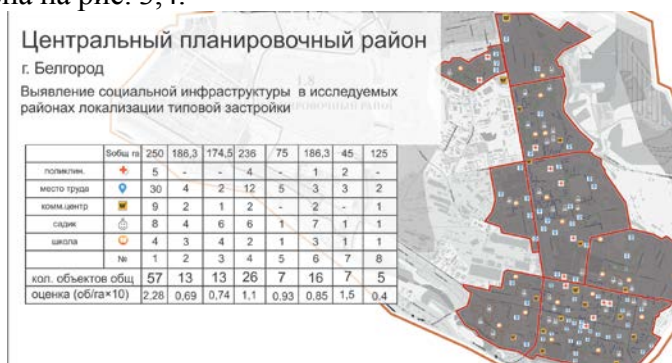 на рис. 3,4.
Центральный планировочный район
г. Белгород
Выявление социальной инфраструктуры в исследуемых
районах локализации типовой застройки
1.8
Sобщ га 250 186,3 174,5 236 75 186,3 45 125
поликлин. 5 - - 4 - 1 2 -
место труда 30 4 2 12 5 3 3 2
комм.центр 9 2 1 2 - 2 - 1
садик 8 4 6 6 1 7 1 1
школа 4 3 4 2 1 3 1 1
№ 1 2 3 4 5 6 7 8
кол. объектов общ 57 13 13 26 7 16 7 5
оценка (об/га×10) 2,28 0,69 0,74 1,1 0,93 0,85 1,5 0.4